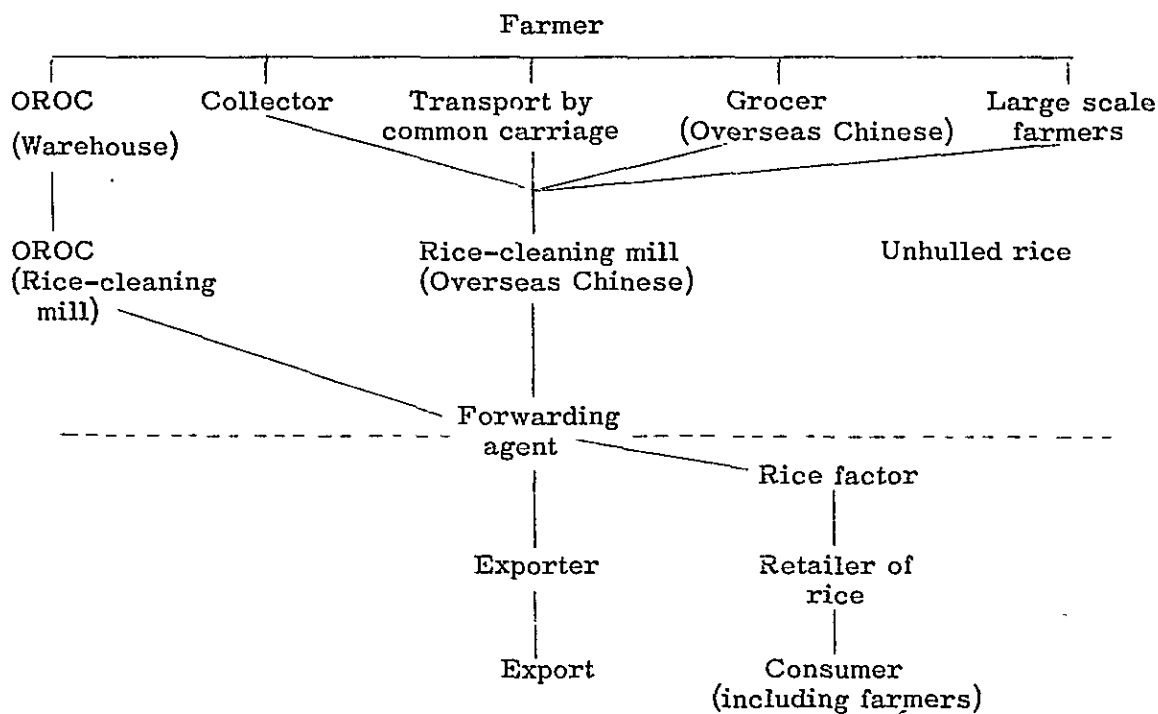 Farmer
OROC
(Warehouse)
Collector
Transport by
common carriage
Grocer
(Overseas Chinese)
Large scale
farmers
OROC
(Rice-cleaning
mill)
Rice-cleaning mill
(Overseas Chinese)
Unhulled rice
Forwarding
agent
Rice factor
Exporter
Retailer of
rice
Export
Consumer
(including farmers)